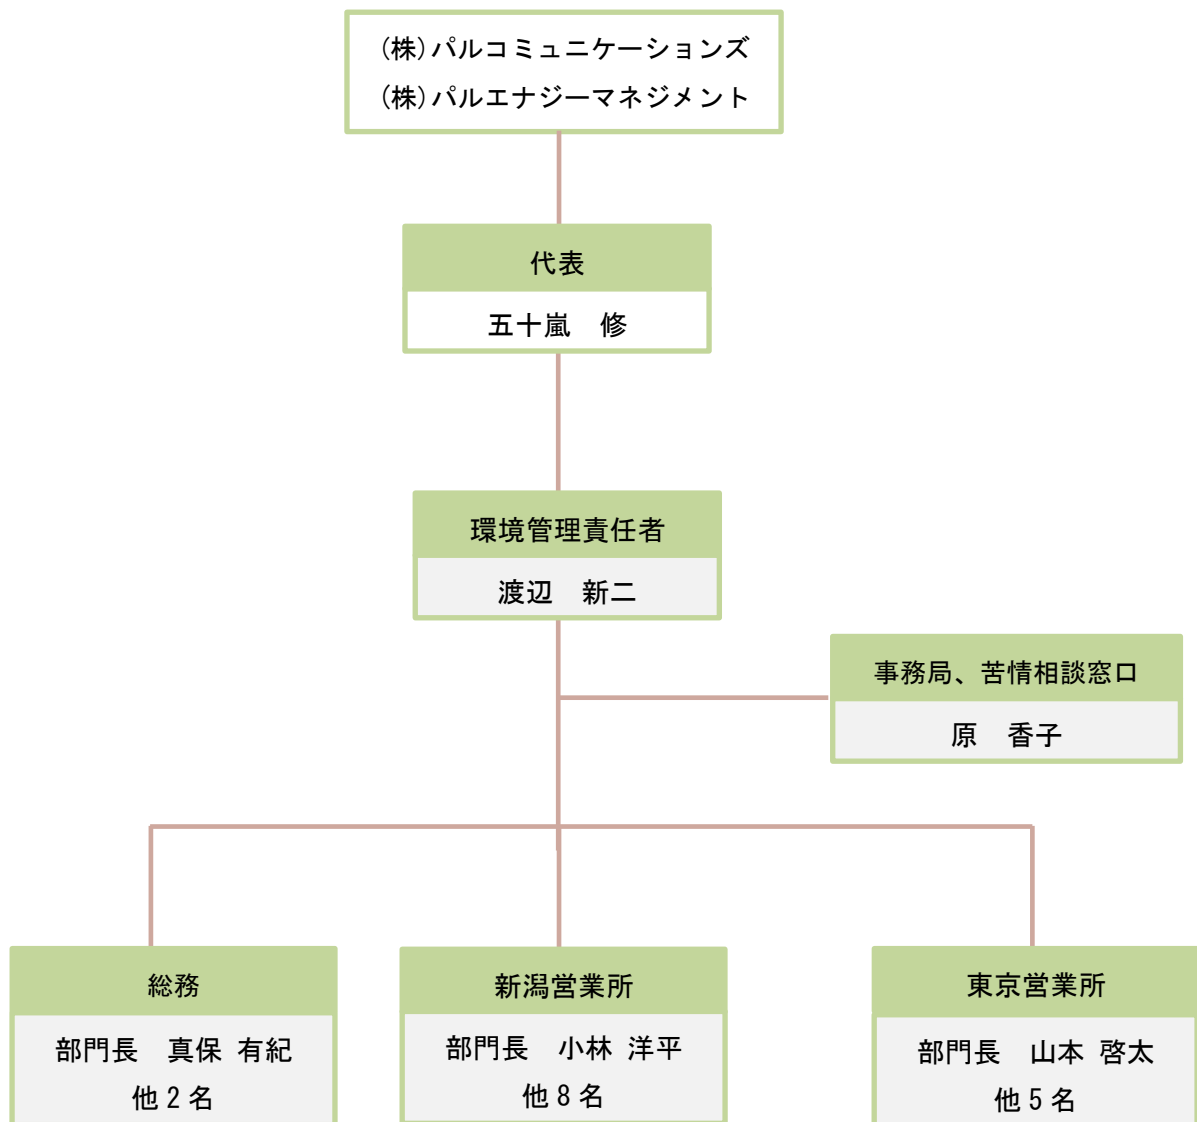 (株)パルコミュニケーションズ
(株)パルエナジーマネジメント
代表
五十嵐　修
環境管理責任者
渡辺　新二
事務局、苦情相談窓口
原　香子
総務
部門長　真保 有紀
他 2 名
新潟営業所
部門長　小林 洋平
他 8 名
東京営業所
部門長　山本 啓太
他 5 名